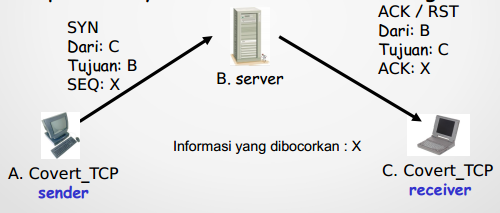 SYN
Dari: C
Tujuan: B
SEQ: X
ACK / RST
Dari: B
Tujuan: C
ACK: X
B. server
Informasi yang dibocorkan : X
A. Covert_TCP
sender
C. Covert_TCP
receiver